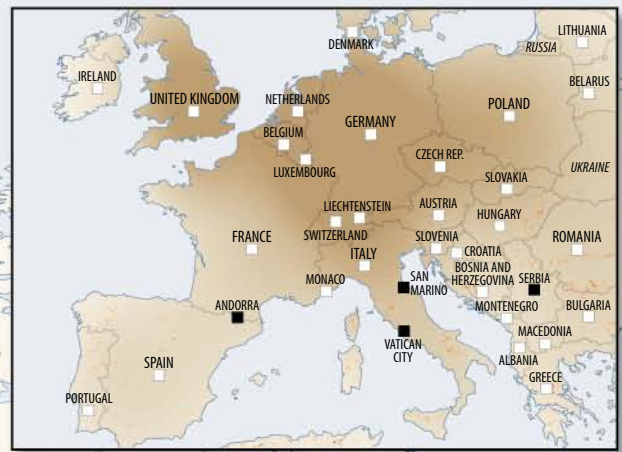 LITHUANIA
DENMARK
RUSSIA
IRELAND
BELARUS
UNITED KINGDOM
NETHERLANDS
POLAND
GERMANY
BELGIUM
CZECH REP.
LUXEMBOURG
UKRAINE
SLOVAKIA
LIECHTENSTEIN
AUSTRIA
HUNGARY
SWITZERLAND
FRANCE
SLOVENIA
ROMANIA
ITALY
CROATIA
BOSNIA AND
HERZEGOVINA
SERBIA
MONACO
SAN
MARINO
ANDORRA
MONTENEGRO
BULGARIA
VATICAN
CITY
MACEDONIA
SPAIN
ALBANIA
GREECE
PORTUGAL